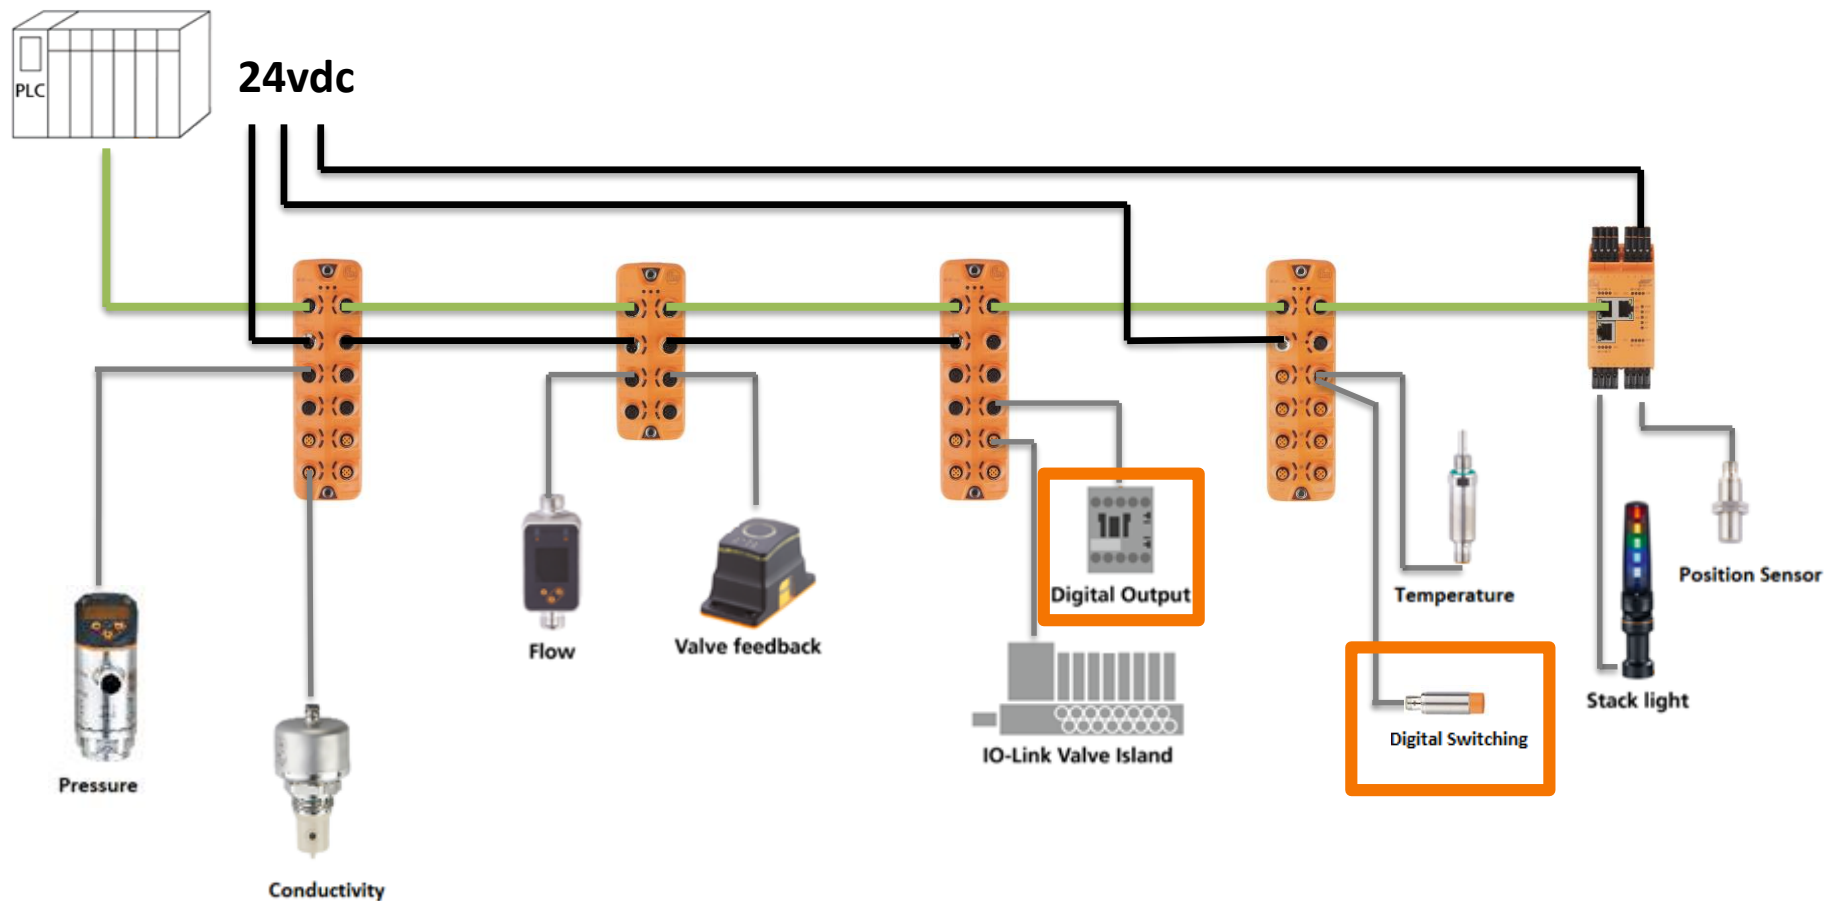 PLC
24vdc
Digital Output
Temperature
Position Sensor
Flow
Valve feedback
Digital Switching
Stack light
IO-Link Valve Island
Pressure
Conductivity